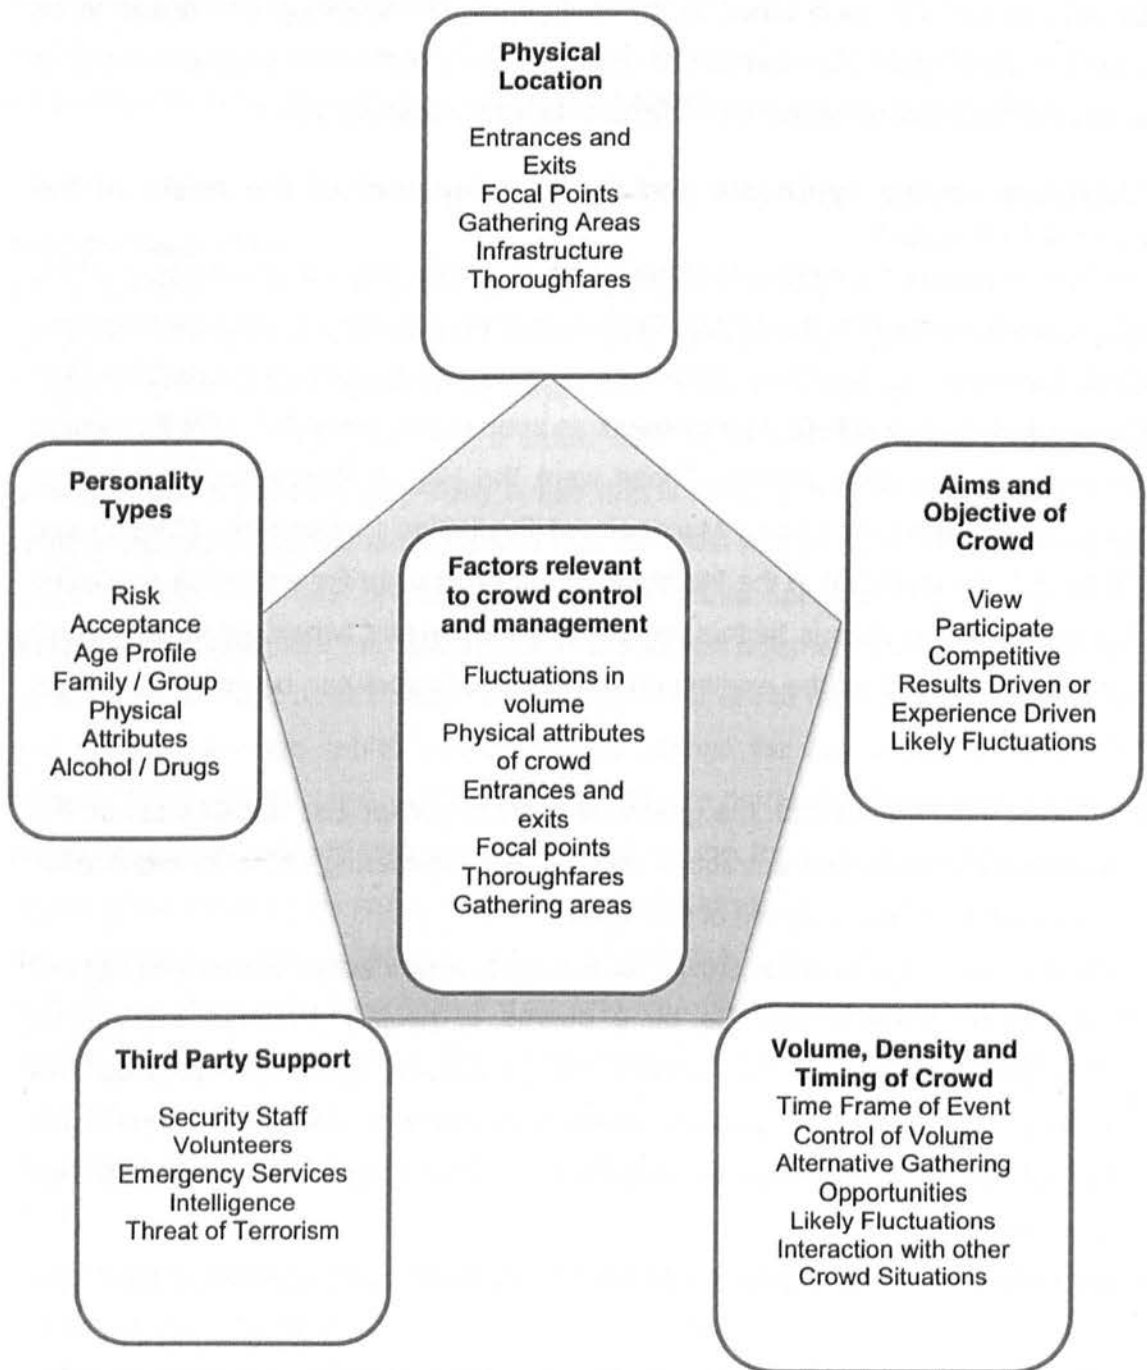 Physical
Location
Entrances and
Exits
Focal Points
Gathering Areas
Infrastructure
Thoroughfares
Personality
Types
Risk
Acceptance
Age Profile
Family / Group
Physical
Attributes
Alcohol / Drugs
Factors relevant
to crowd control
and management
Fluctuations in
volume
Physical attributes
of crowd
Entrances and
exits
Focal points
Thoroughfares
Gathering areas
Aims and
Objective of
Crowd
View
Participate
Competitive
Results Driven or
Experience Driven
Likely Fluctuations
Third Party Support
Security Staff
Volunteers
Emergency Services
Intelligence
Threat of Terrorism
Volume, Density and
Timing of Crowd
Time Frame of Event
Control of Volume
Alternative Gathering
Opportunities
Likely Fluctuations
Interaction with other
Crowd Situations